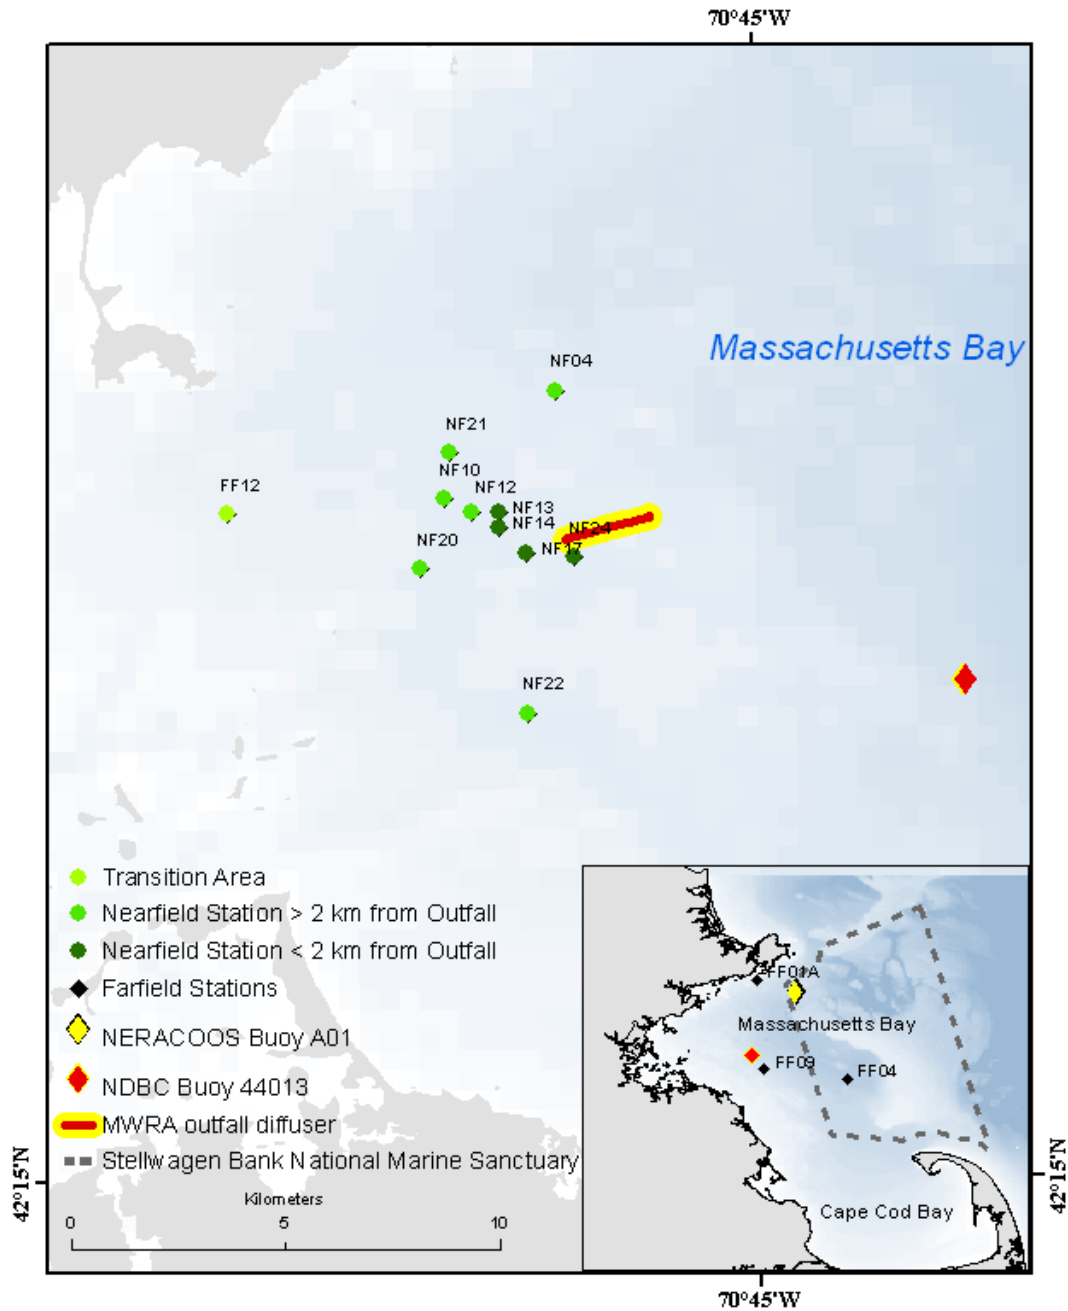 70°45'W
Massachusetts Bay
NF04
NF21
NF10
FF12
NF12
NF13
NF14
NF24
NF20
NF17
NF22
Transition Area
Nearfield Station > 2 km from Outfall
Nearfield Station < 2 km from Outfall
Farfield Stations
NERACOOS Buoy A01
NDBC Buoy 44013
MWRA outfall diffuser
Stellwagen Bank National Marine Sanctuary
Kilometers
0 5 10
FF01A
Massachusetts Bay
FF09
FF04
Cape Cod Bay
42°15'N
42°15'N
70°45'W